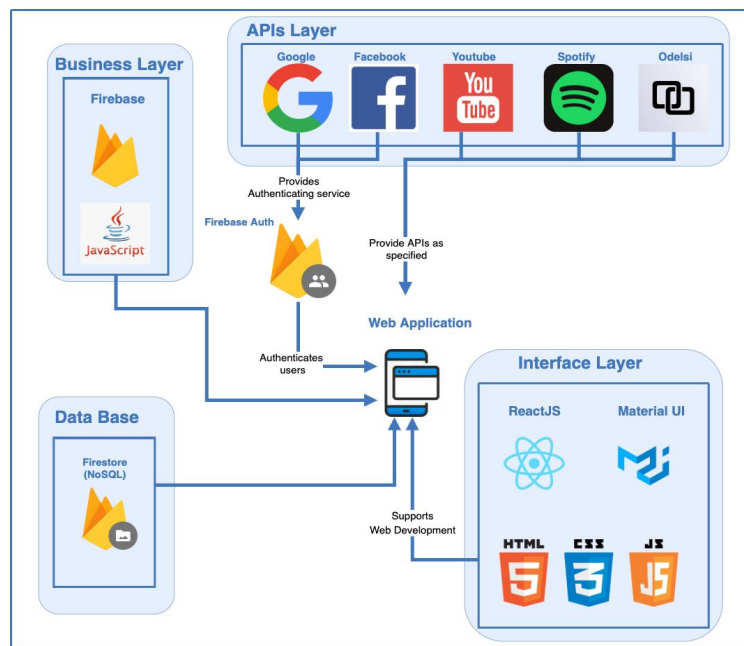 APIs Layer
Google
Facebook
Youtube
Spotify
Odelsi
You
Tube
Business Layer
Firebase
JavaScript
Provides
Authenticating service
Firebase Auth
Provide APIs as
specified
Web Application
Authenticates
users
Interface Layer
ReactJS
Material UI
HTML
5
CSS
3
JS
JS
Data Base
Firestore
(NoSQL)
Supports
Web Development